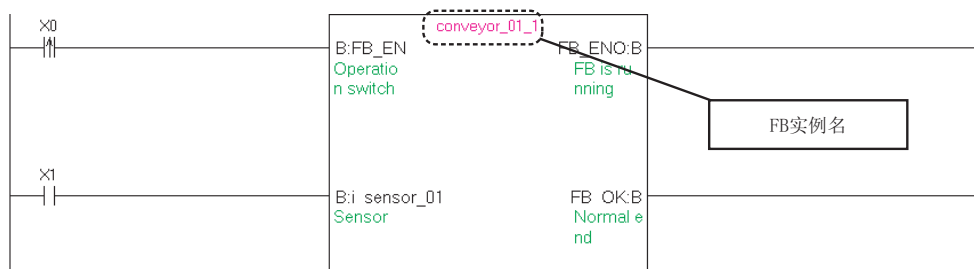 X0
conveyor_01_1
B:FB_EN
FB_ENO:B
Operatio
n switch
FB is ru
nning
FB实例名
X1
B:i_sensor_01
FB_OK:B
Sensor
Normal e
nd